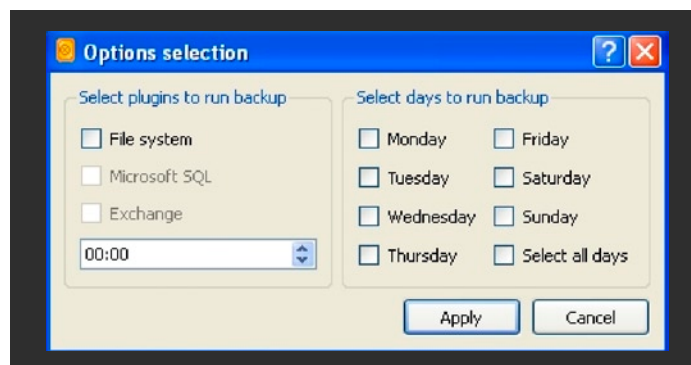 Options selection
Select plugins to run backup
File system
Microsoft SQL
Exchange
00:00
Select days to run backup
Monday
Friday
Tuesday
Saturday
Wednesday
Sunday
Thursday
Select all days
Apply
Cancel